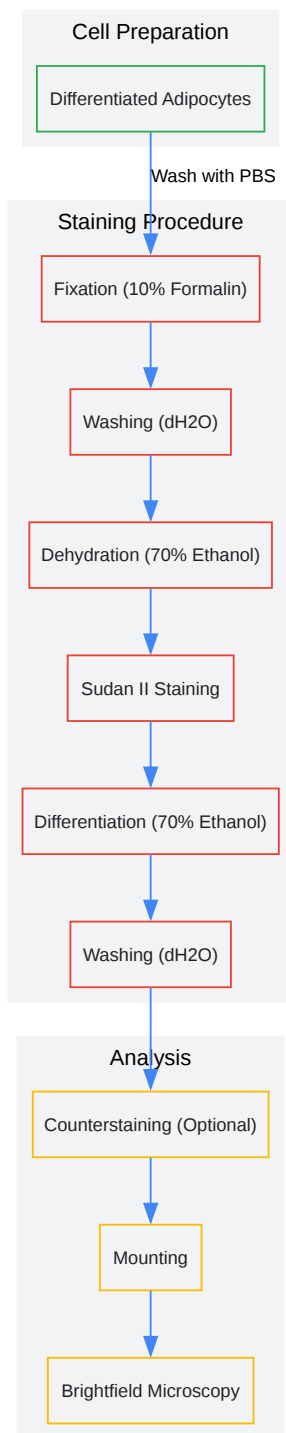 Cell Preparation
Differentiated Adipocytes
Wash with PBS
Staining Procedure
Fixation (10% Formalin)
Washing (dH2O)
Dehydration (70% Ethanol)
Sudan II Staining
Differentiation (70% Ethanol)
Washing (dH2O)
Analysis
Counterstaining (Optional)
Mounting
Brightfield Microscopy